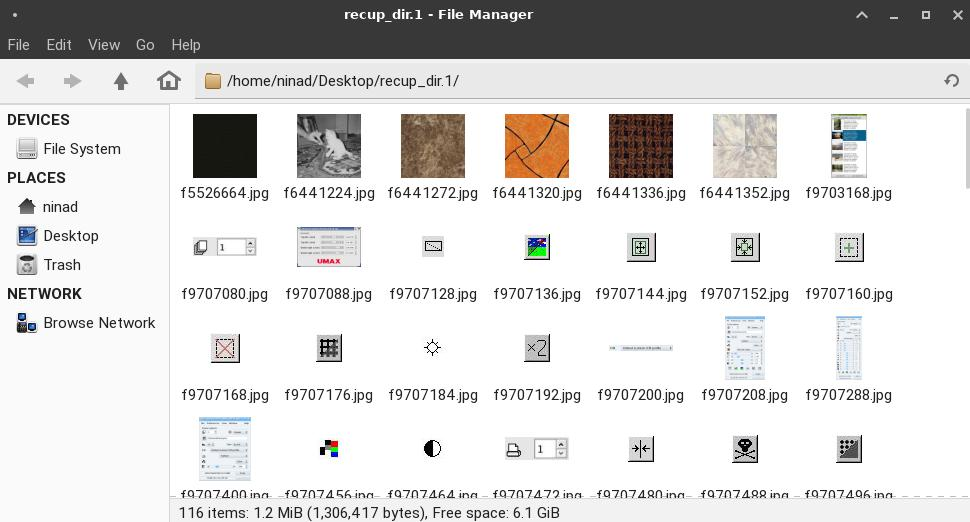 recup_dir.1 - File Manager
File Edit View Go Help
/home/ninad/Desktop/recup_dir.1/
DEVICES
File System
PLACES
ninad
Desktop
Trash
NETWORK
Browse Network
f5526664.jpg f6441224.jpg f6441272.jpg f6441320.jpg f6441336.jpg f6441352.jpg f9703168.jpg
1
UMAX
f9707080.jpg f9707088.jpg f9707128.jpg f9707136.jpg f9707144.jpg f9707152.jpg f9707160.jpg
×2
f9707168.jpg f9707176.jpg f9707184.jpg f9707192.jpg f9707200.jpg f9707208.jpg f9707288.jpg
1
f9707400.jpg f9707456.jpg f9707464.jpg f9707472.jpg f9707480.jpg f9707488.jpg f9707496.jpg
116 items: 1.2 MiB (1,306,417 bytes), Free space: 6.1 GiB